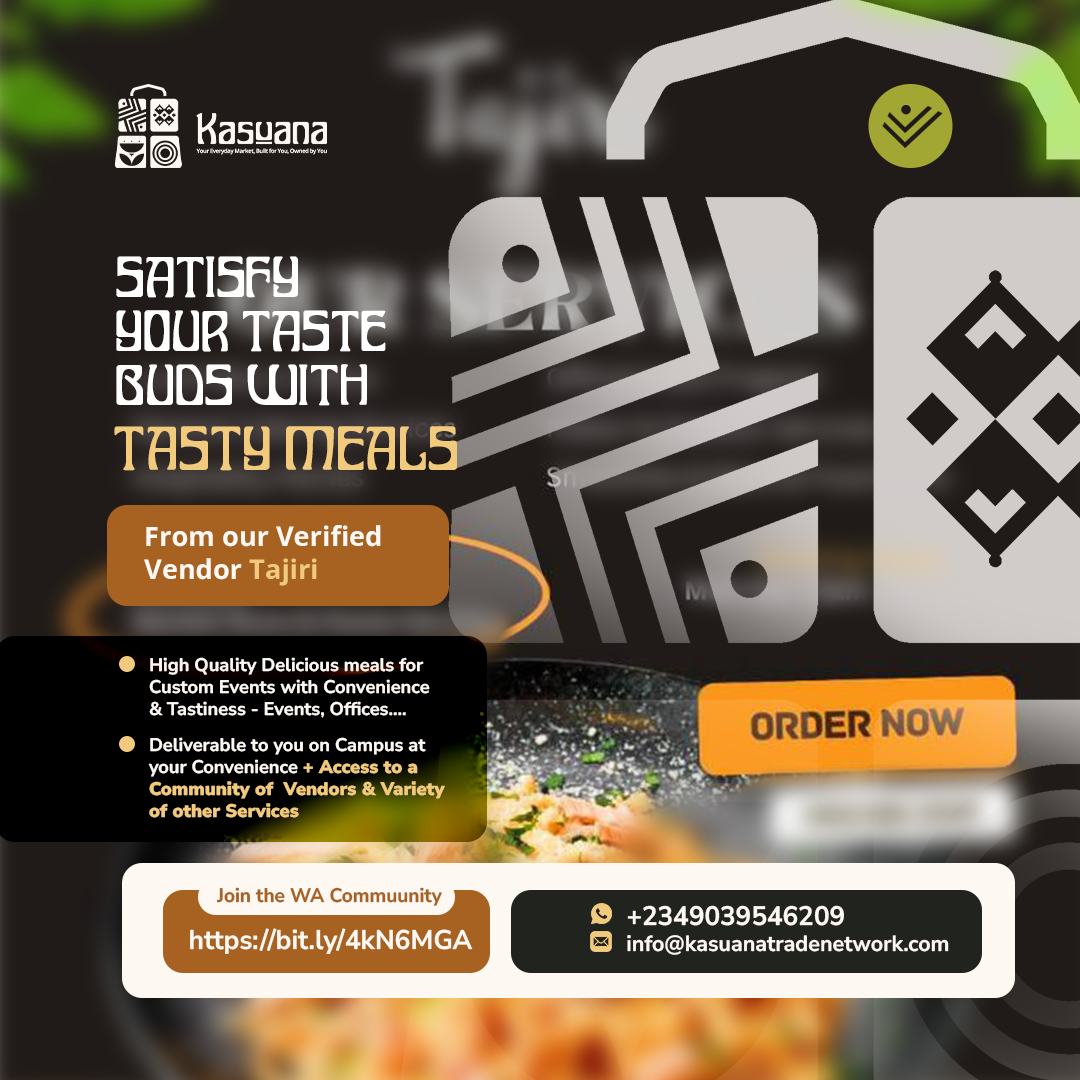 Tajiri
Kasuana
Your Everyday Market, Built for You, Owned by You
SERVICES
SATISFY
YOUR TASTE
BUDS WITH
TASTY MEALS
From our Verified
Vendor Tajiri
High Quality Delicious meals for
Custom Events with Convenience
& Tastiness - Events, Offices....
Deliverable to you on Campus at
your Convenience + Access to a
Community of Vendors & Variety
of other Services
ORDER NOW
Join the WA Commuunity
https://bit.ly/4kN6MGA
+2349039546209
info@kasuanatradenetwork.com